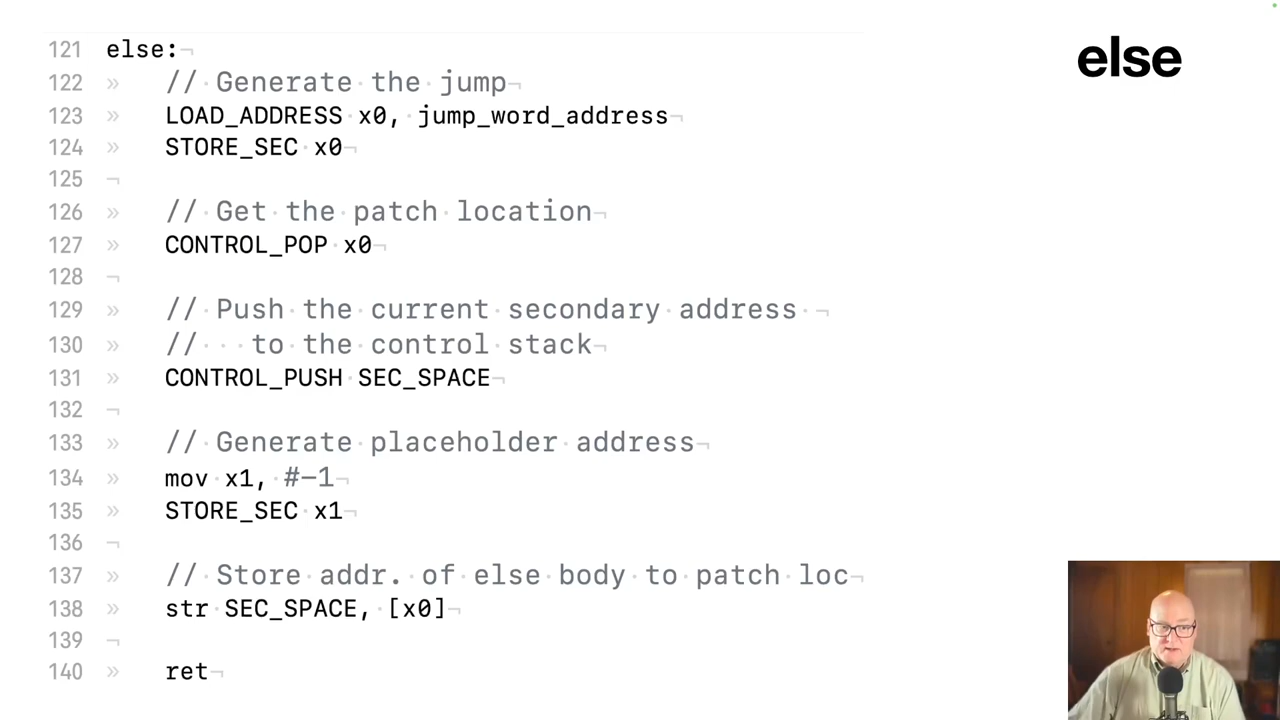 else
121 else:¬
122 » // · Generate · the · jump¬
123 » LOAD_ADDRESS · x0, · jump_word_address¬
124 » STORE_SEC · x0¬
125 ¬
126 » // · Get · the · patch · location¬
127 » CONTROL_POP · x0¬
128 ¬
129 » // · Push · the · current · secondary · address · ¬
130 » // · · · to · the · control · stack¬
131 » CONTROL_PUSH · SEC_SPACE¬
132 ¬
133 » // · Generate · placeholder · address¬
134 » mov · x1, · #-1¬
135 » STORE_SEC · x1¬
136 ¬
137 » // · Store · addr. · of · else · body · to · patch · loc¬
138 » str · SEC_SPACE, · [x0]¬
139 ¬
140 » ret¬